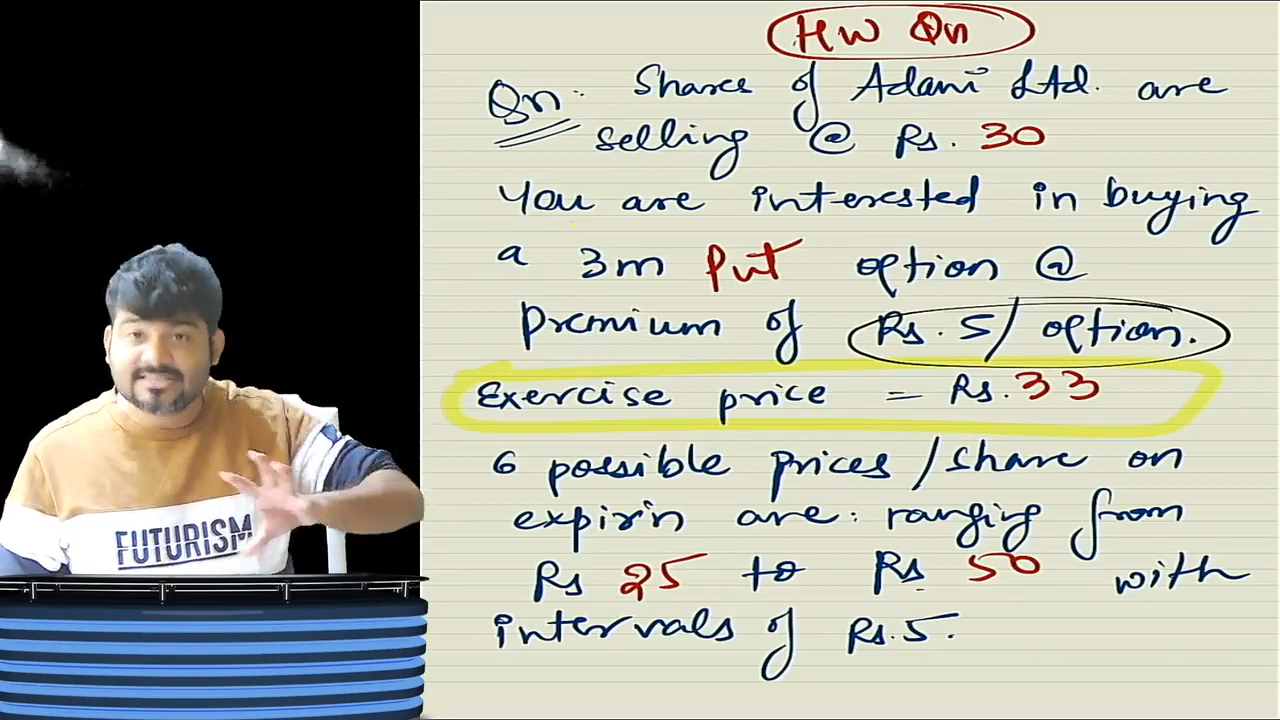 HW Qn
Qn: Shares of Adani Ltd. are
selling @ Rs. 30
You are interested in buying
a 3m Put option @
premium of Rs. 5/ option.
Exercise price = Rs. 33
6 possible prices /share on
expirin are: ranging from
Rs 25 to Rs 50 with
intervals of Rs. 5.
FUTURISM